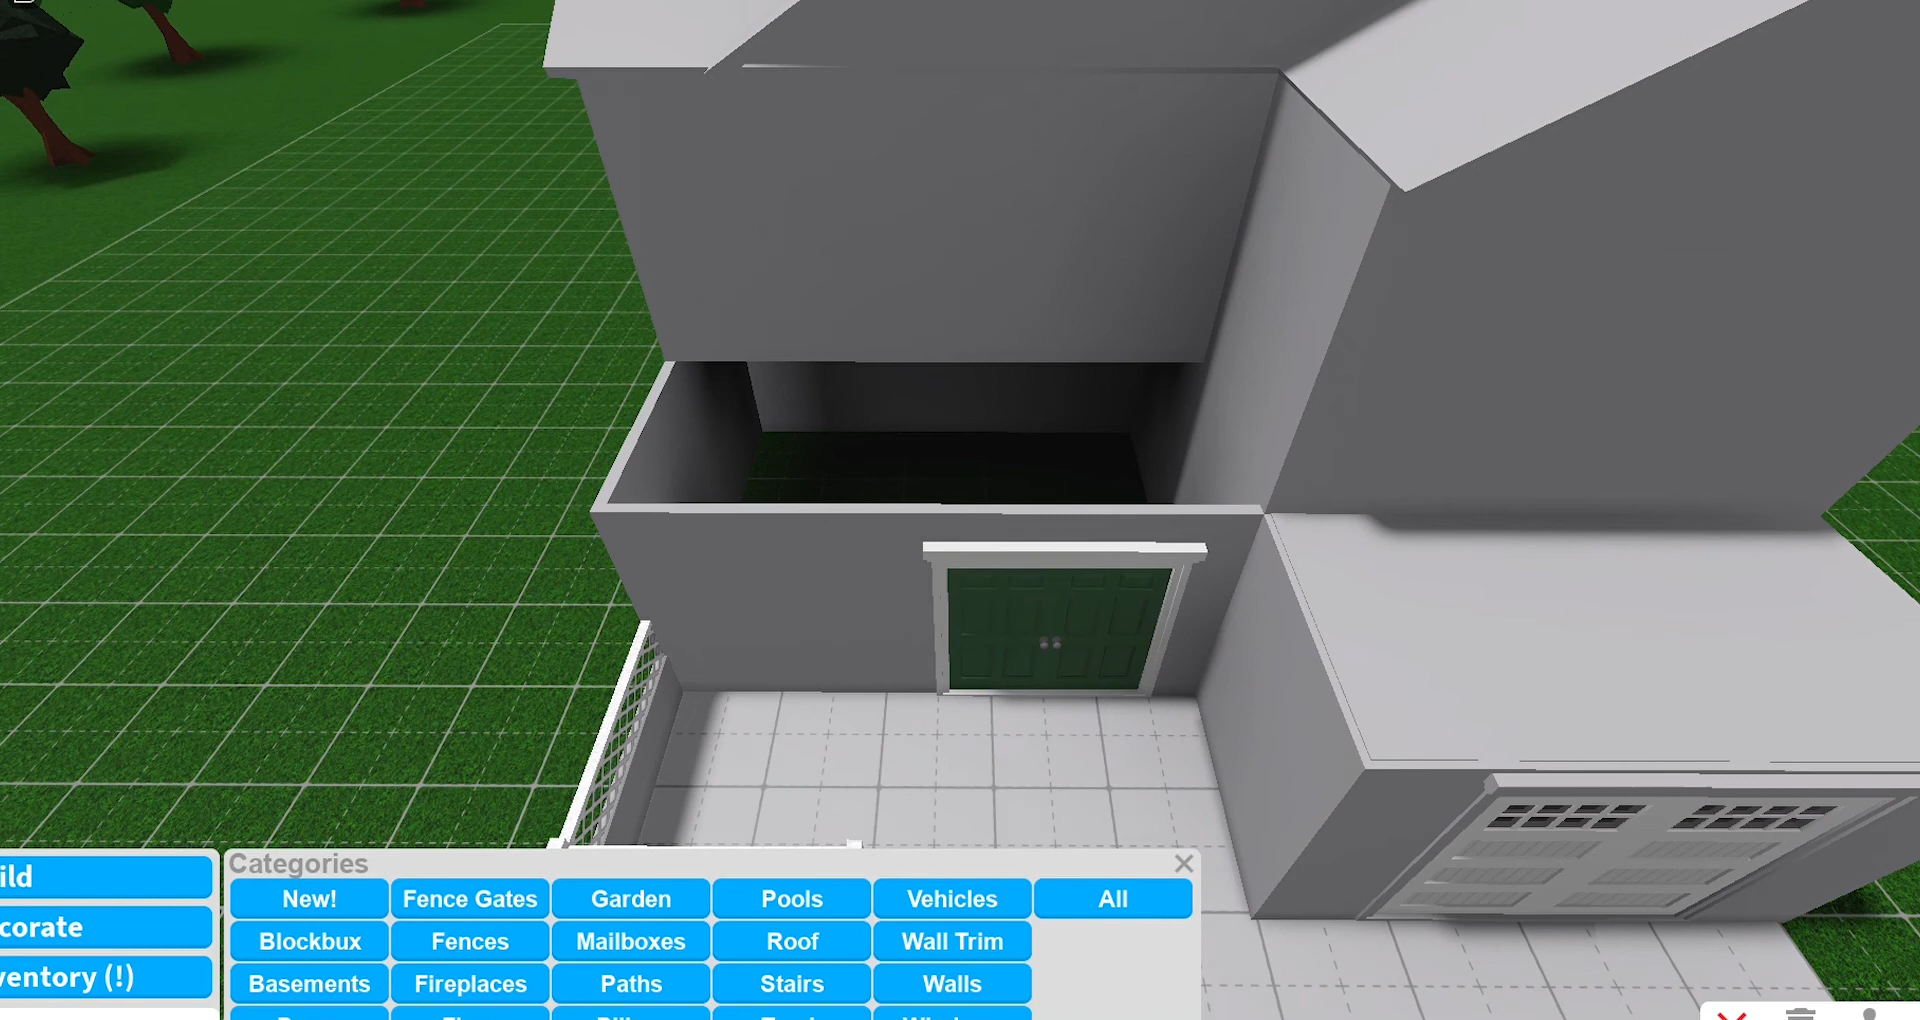 ild
corate
ventory (!)
Categories
New! Fence Gates Garden Pools Vehicles All
Blockbux Fences Mailboxes Roof Wall Trim
Basements Fireplaces Paths Stairs Walls